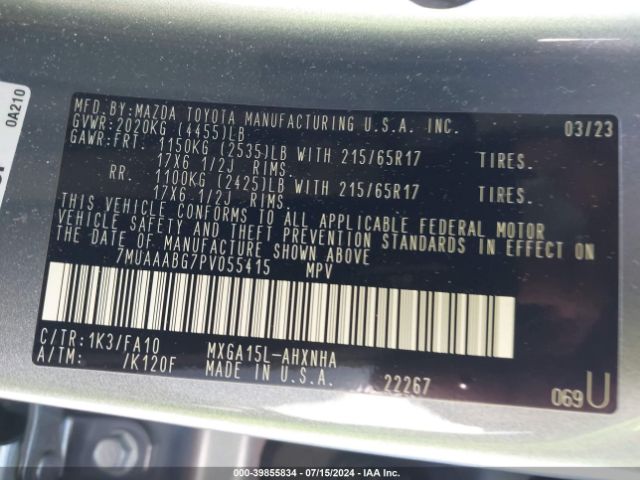 0A210
MFD.BY:MAZDA TOYOTA MANUFACTURING U.S.A. INC. 03/23
GVWR:2020KG (4455)LB
GAWR:FRT. 1150KG (2535)LB WITH 215/65R17 TIRES.
17X6 1/2J RIMS.
RR. 1100KG (2425)LB WITH 215/65R17 TIRES.
17X6 1/2J RIMS.
THIS VEHICLE CONFORMS TO ALL APPLICABLE FEDERAL MOTOR
VEHICLE SAFETY AND THEFT PREVENTION STANDARDS IN EFFECT ON
THE DATE OF MANUFACTURE SHOWN ABOVE
7MUAAABG7PV055415 MPV
C/TR:1K3/FA10 MXGA15L-AHXNHA
A/TM: /K120F MADE IN U.S.A. 22267
069U
000-39855834 | 07/15/2024 | IAA Inc.